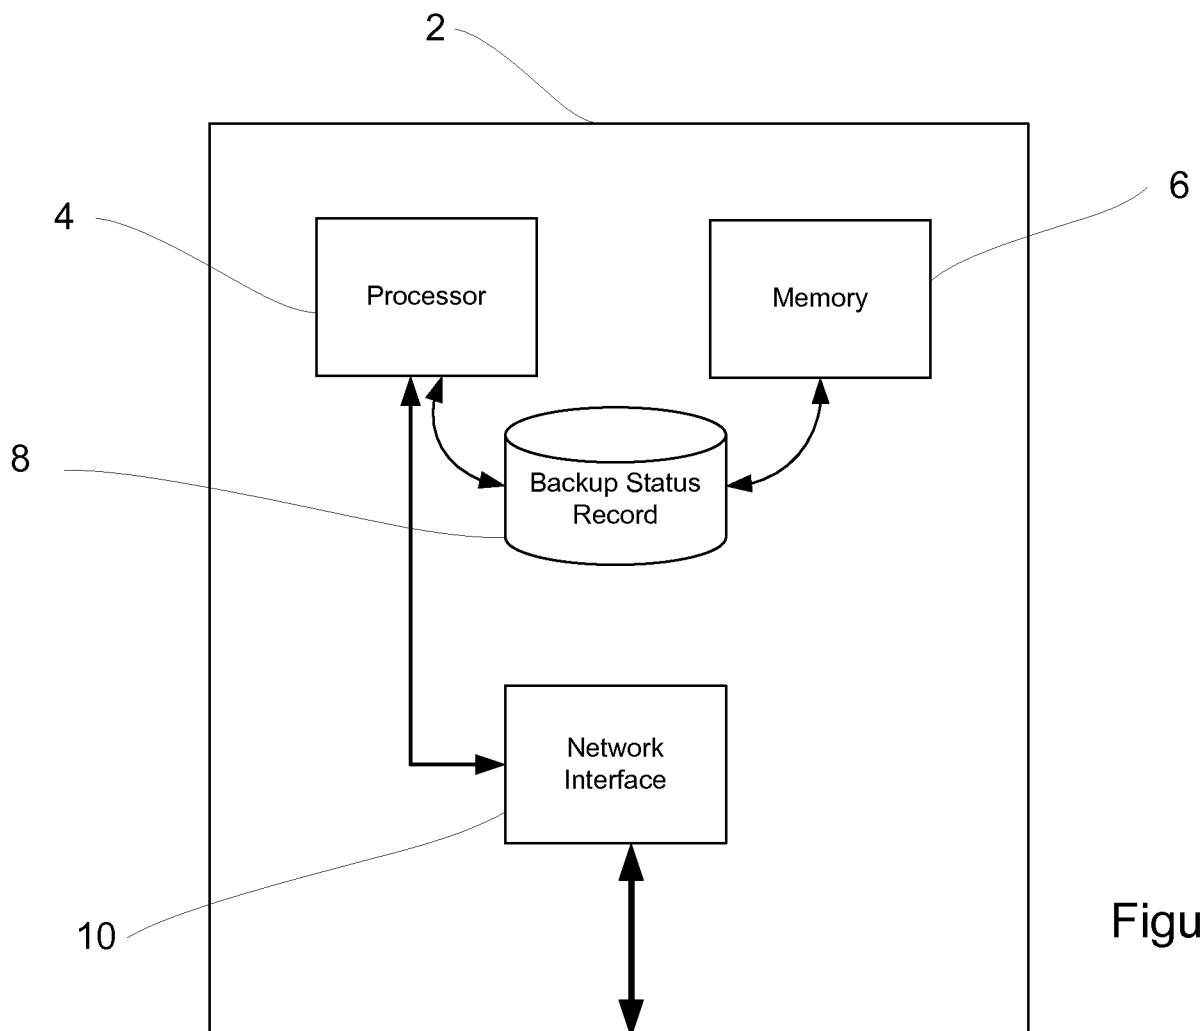 2
4
6
Processor
Memory
8
Backup Status
Record
Network
Interface
10
Figu